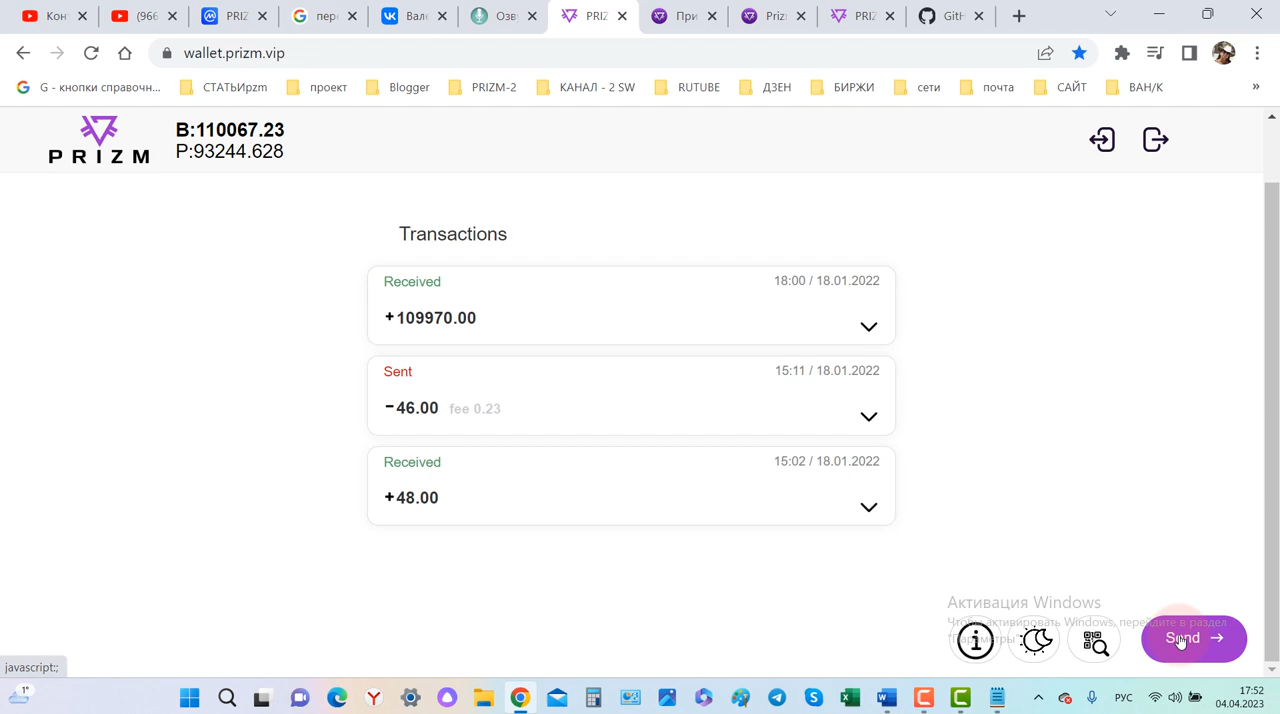 Кон
(966
PRIZ
пер
Вале
Озву
PRIZ
При
Prizm
PRIZ
GitH
wallet.prizm.vip
G - кнопки справочн...
СТАТЬИpzm
проект
Blogger
PRIZM-2
КАНАЛ - 2 SW
RUTUBE
ДЗЕН
БИРЖИ
сети
почта
САЙТ
ВАН/К
»
PRIZM
B:110067.23
P:93244.628
Transactions
Received
18:00 / 18.01.2022
+109970.00
Sent
15:11 / 18.01.2022
-46.00 fee 0.23
Received
15:02 / 18.01.2022
+48.00
Активация Windows
Чтобы активировать Windows, перейдите в раздел
"Параметры".
Send →
javascript:;
1°
РУС
17:52
04.04.2023